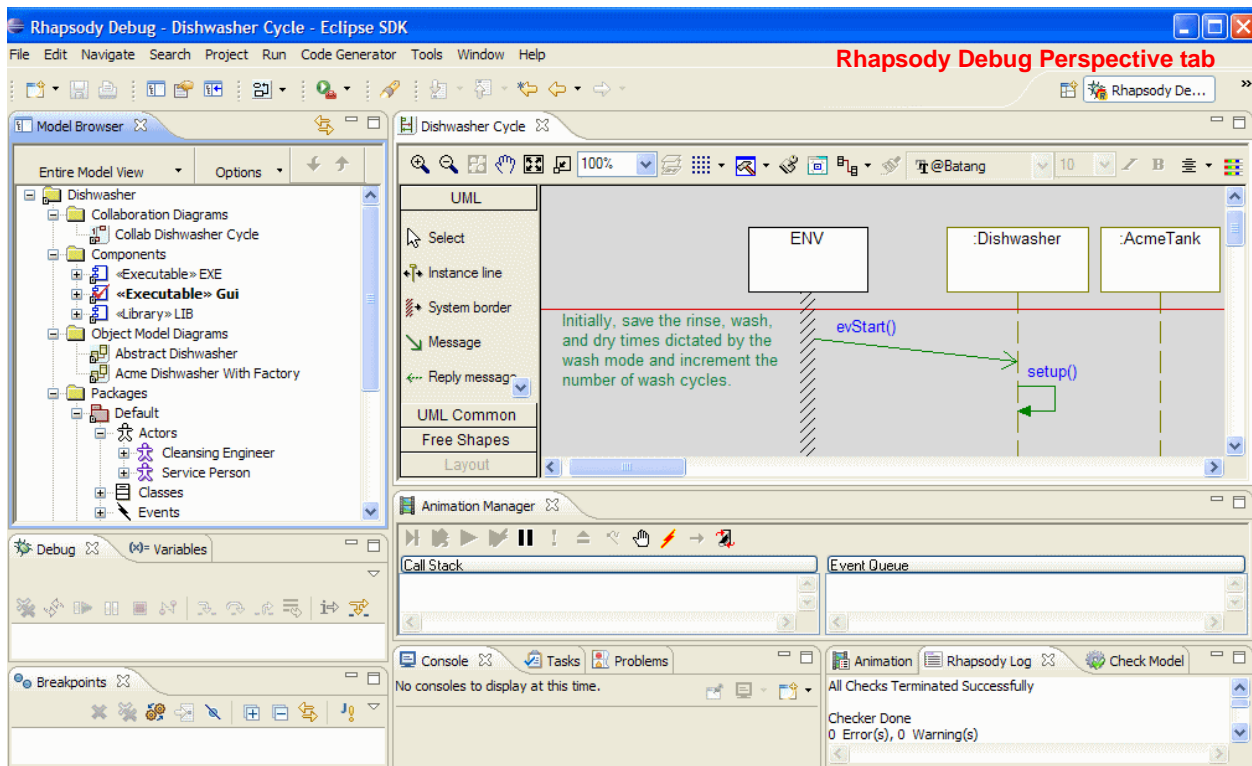 Rhapsody Debug - Dishwasher Cycle - Eclipse SDK
File Edit Navigate Search Project Run Code Generator Tools Window Help
Rhapsody Debug Perspective tab
Rhapsody De...
Model Browser
Entire Model View
Options
Dishwasher
Collaboration Diagrams
Collab Dishwasher Cycle
Components
«Executable» EXE
«Executable» Gui
«Library» LIB
Object Model Diagrams
Abstract Dishwasher
Acme Dishwasher With Factory
Packages
Default
Actors
Cleansing Engineer
Service Person
Classes
Events
Dishwasher Cycle
100%
@Batang
10
I B
UML
Select
Instance line
System border
Message
Reply message
UML Common
Free Shapes
Layout
ENV
:Dishwasher
:AcmeTank
Initially, save the rinse, wash,
and dry times dictated by the
wash mode and increment the
number of wash cycles.
evStart()
setup()
Animation Manager
Call Stack
Event Queue
Debug
(x)= Variables
Breakpoints
Console
Tasks
Problems
No consoles to display at this time.
Animation
Rhapsody Log
Check Model
All Checks Terminated Successfully
Checker Done
0 Error(s), 0 Warning(s)